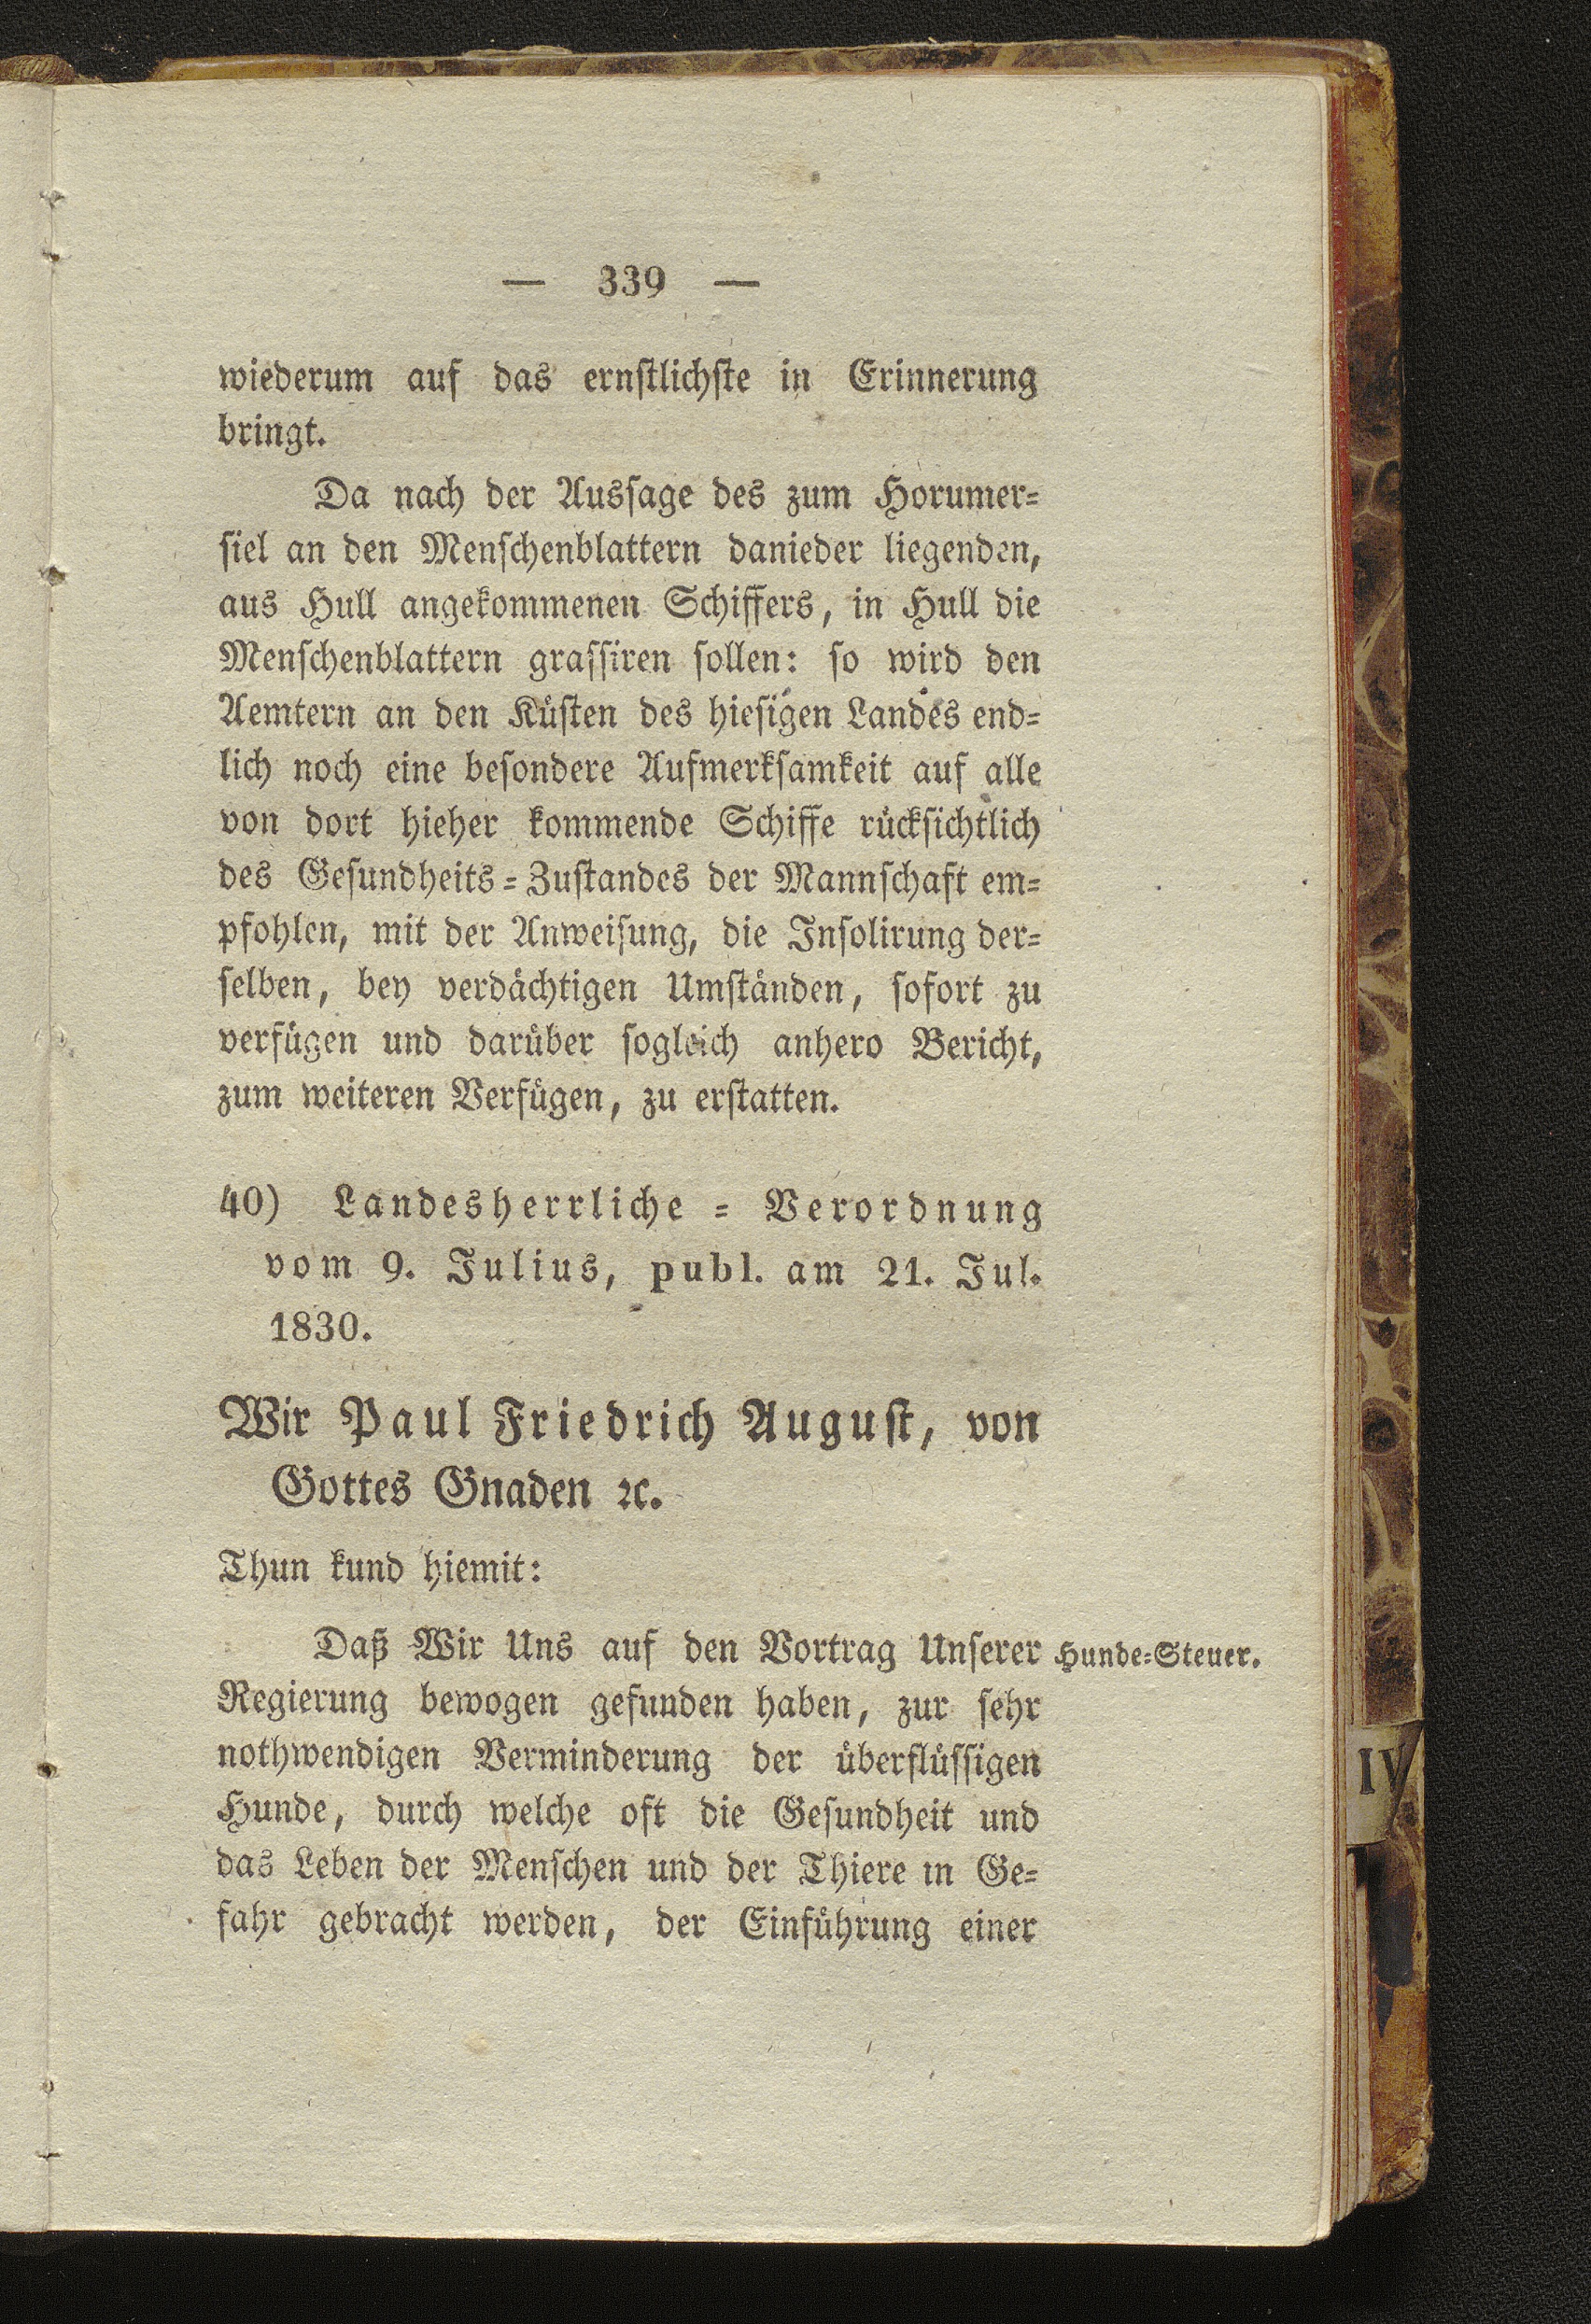 — 339 —
wiederum auf das ernstlichste in Erinnerung
bringt.
Da nach der Aussage des zum Horumer-
siel an den Menschenblattern danieder liegenden,
aus Hull angekommenen Schiffers, in Hull die
Menschenblattern grassiren sollen: so wird den
Aemtern an den Küsten des hiesigen Landes end-
lich noch eine besondere Aufmerksamkeit auf alle
von dort hieher kommende Schiffe rücksichtlich
des Gesundheits-Zustandes der Mannschaft em-
pfohlen, mit der Anweisung, die Insolirung der-
selben, bey verdächtigen Umständen, sofort zu
verfügen und darüber sogleich anhero Bericht,
zum weiteren Verfügen, zu erstatten.
40) Landesherrliche - Verordnung
vom 9. Julius, publ. am 21. Jul.
1830.
Wir Paul Friedrich August, von
Gottes Gnaden ꝛc.
Thun kund hiemit:
Daß Wir Uns auf den Vortrag Unserer Hunde-Steuer.
Regierung bewogen gefunden haben, zur sehr
nothwendigen Verminderung der überflüssigen
Hunde, durch welche oft die Gesundheit und
das Leben der Menschen und der Thiere in Ge-
fahr gebracht werden, der Einführung einer
IV